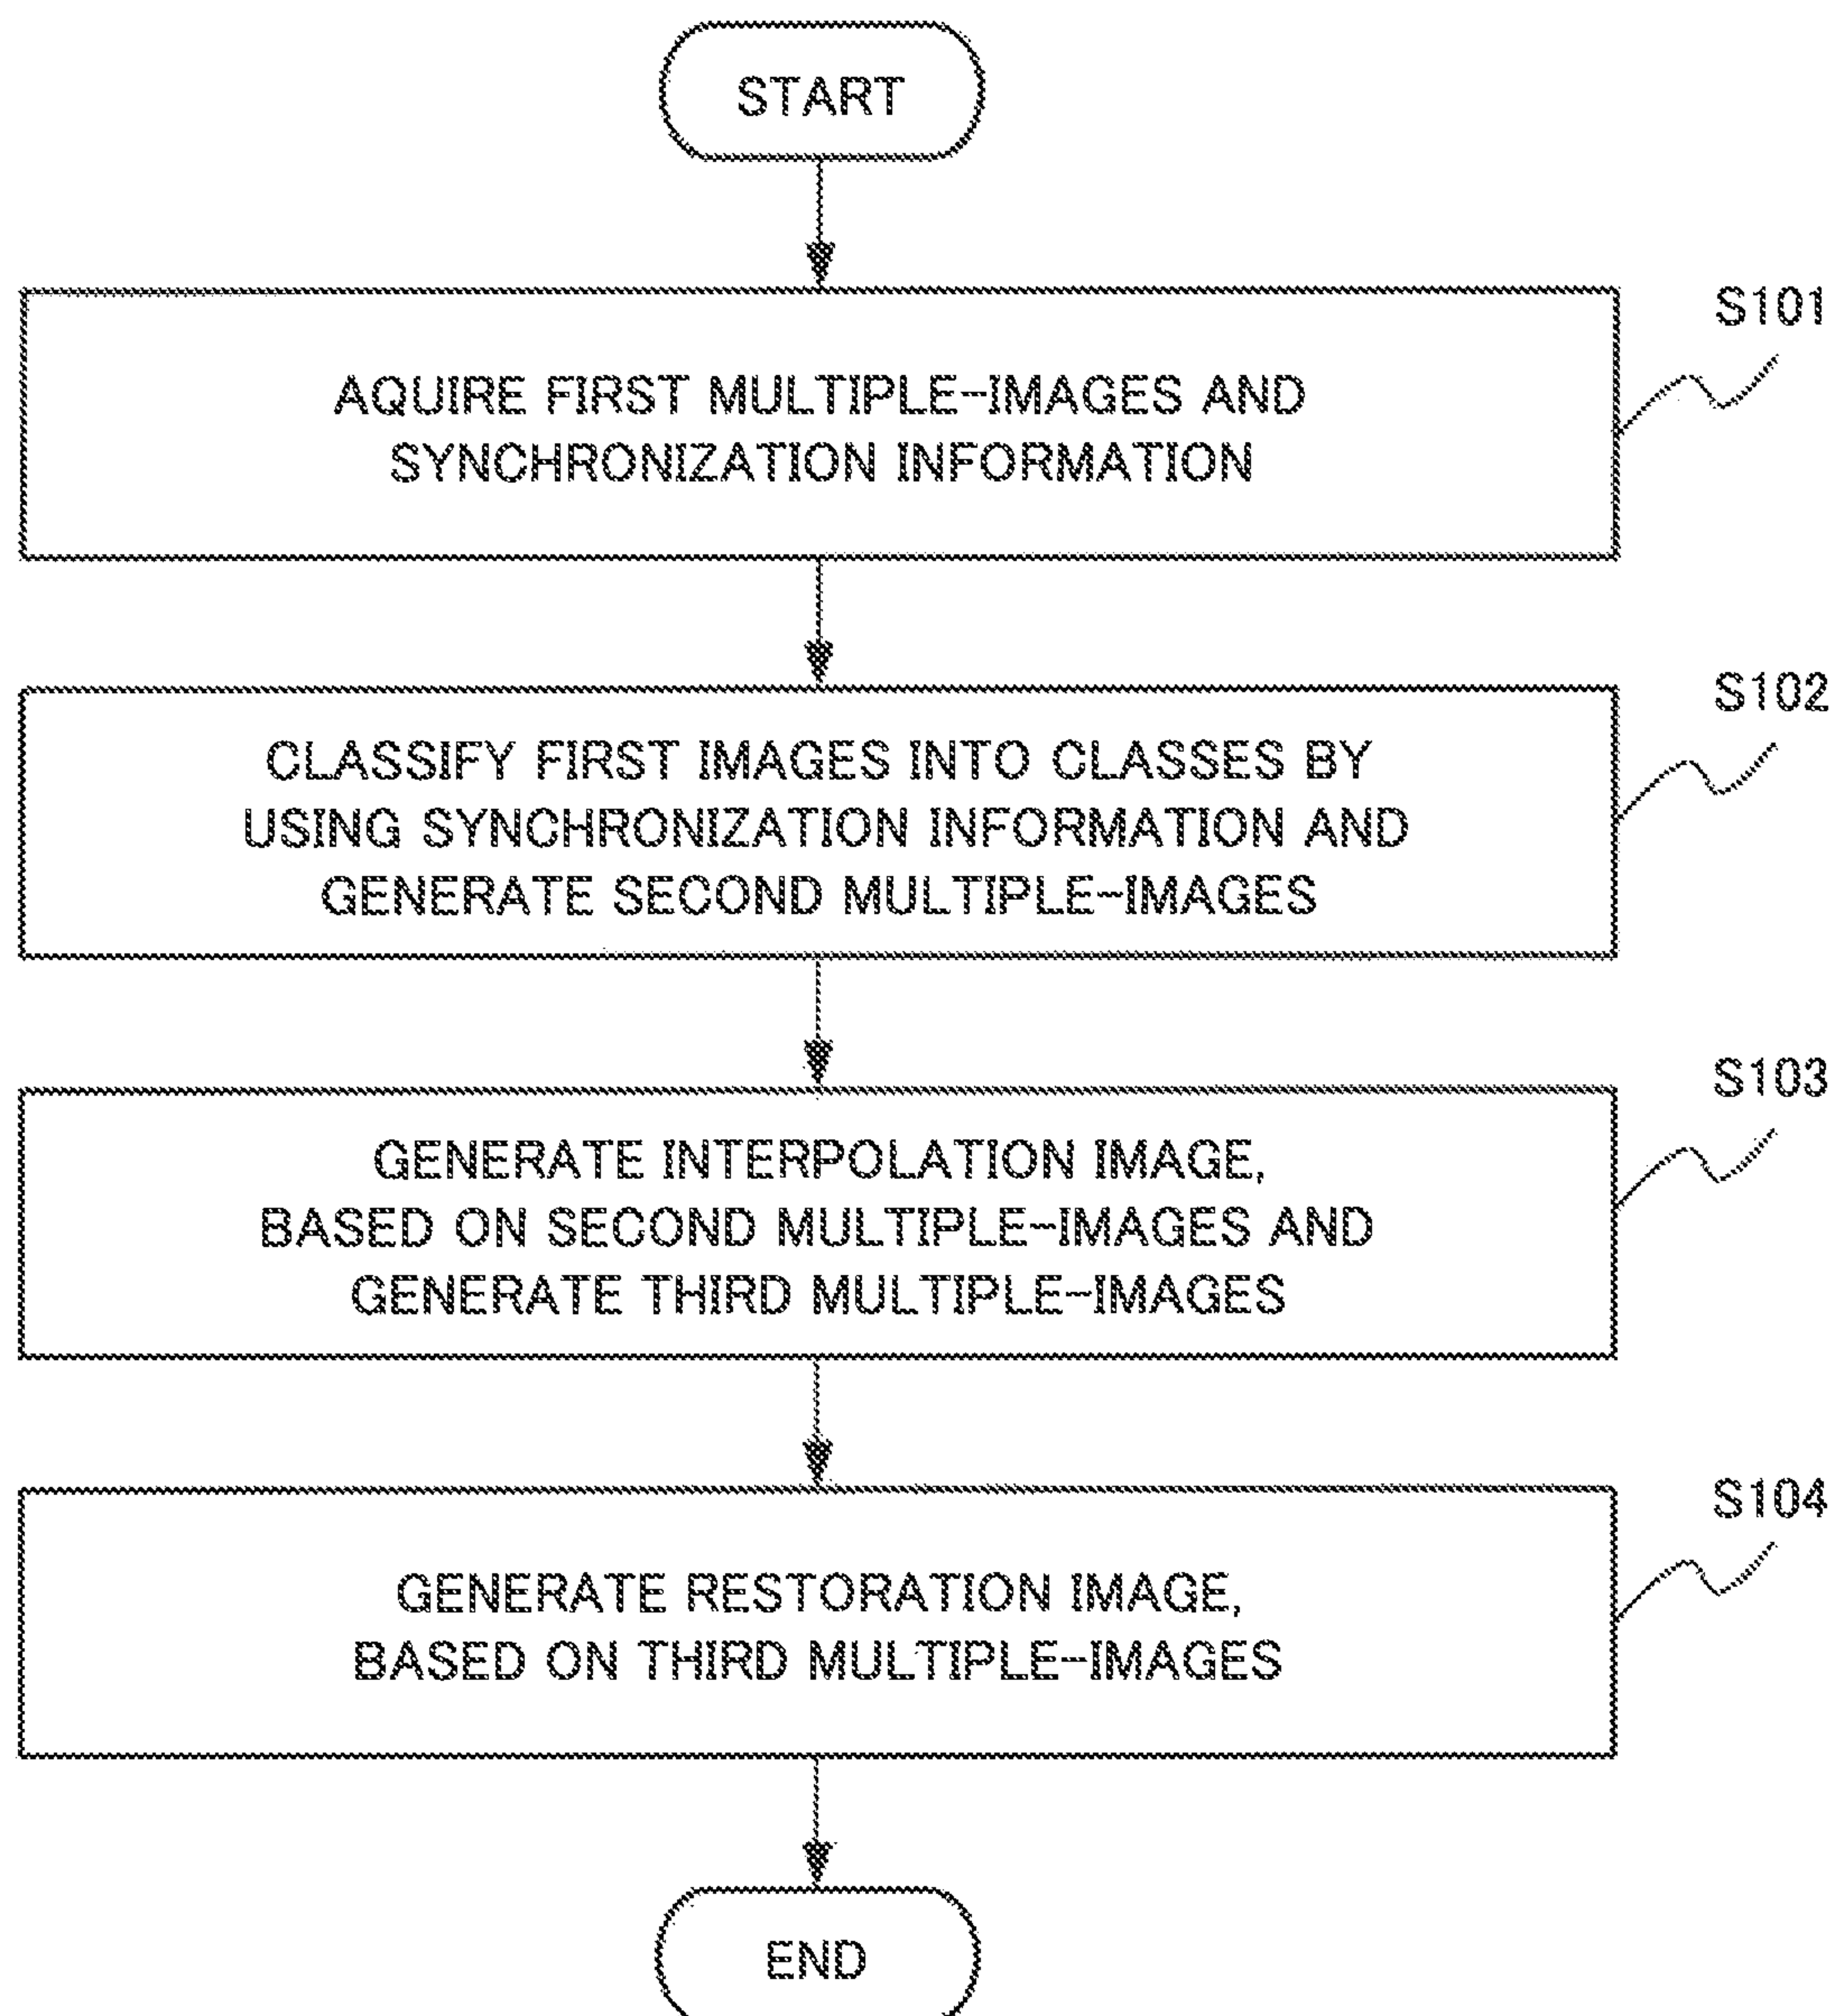 START
S101
AQUIRE FIRST MULTIPLE-IMAGES AND
SYNCHRONIZATION INFORMATION
S102
CLASSIFY FIRST IMAGES INTO CLASSES BY
USING SYNCHRONIZATION INFORMATION AND
GENERATE SECOND MULTIPLE-IMAGES
S103
GENERATE INTERPOLATION IMAGE,
BASED ON SECOND MULTIPLE-IMAGES AND
GENERATE THIRD MULTIPLE-IMAGES
S104
GENERATE RESTORATION IMAGE,
BASED ON THIRD MULTIPLE-IMAGES
END